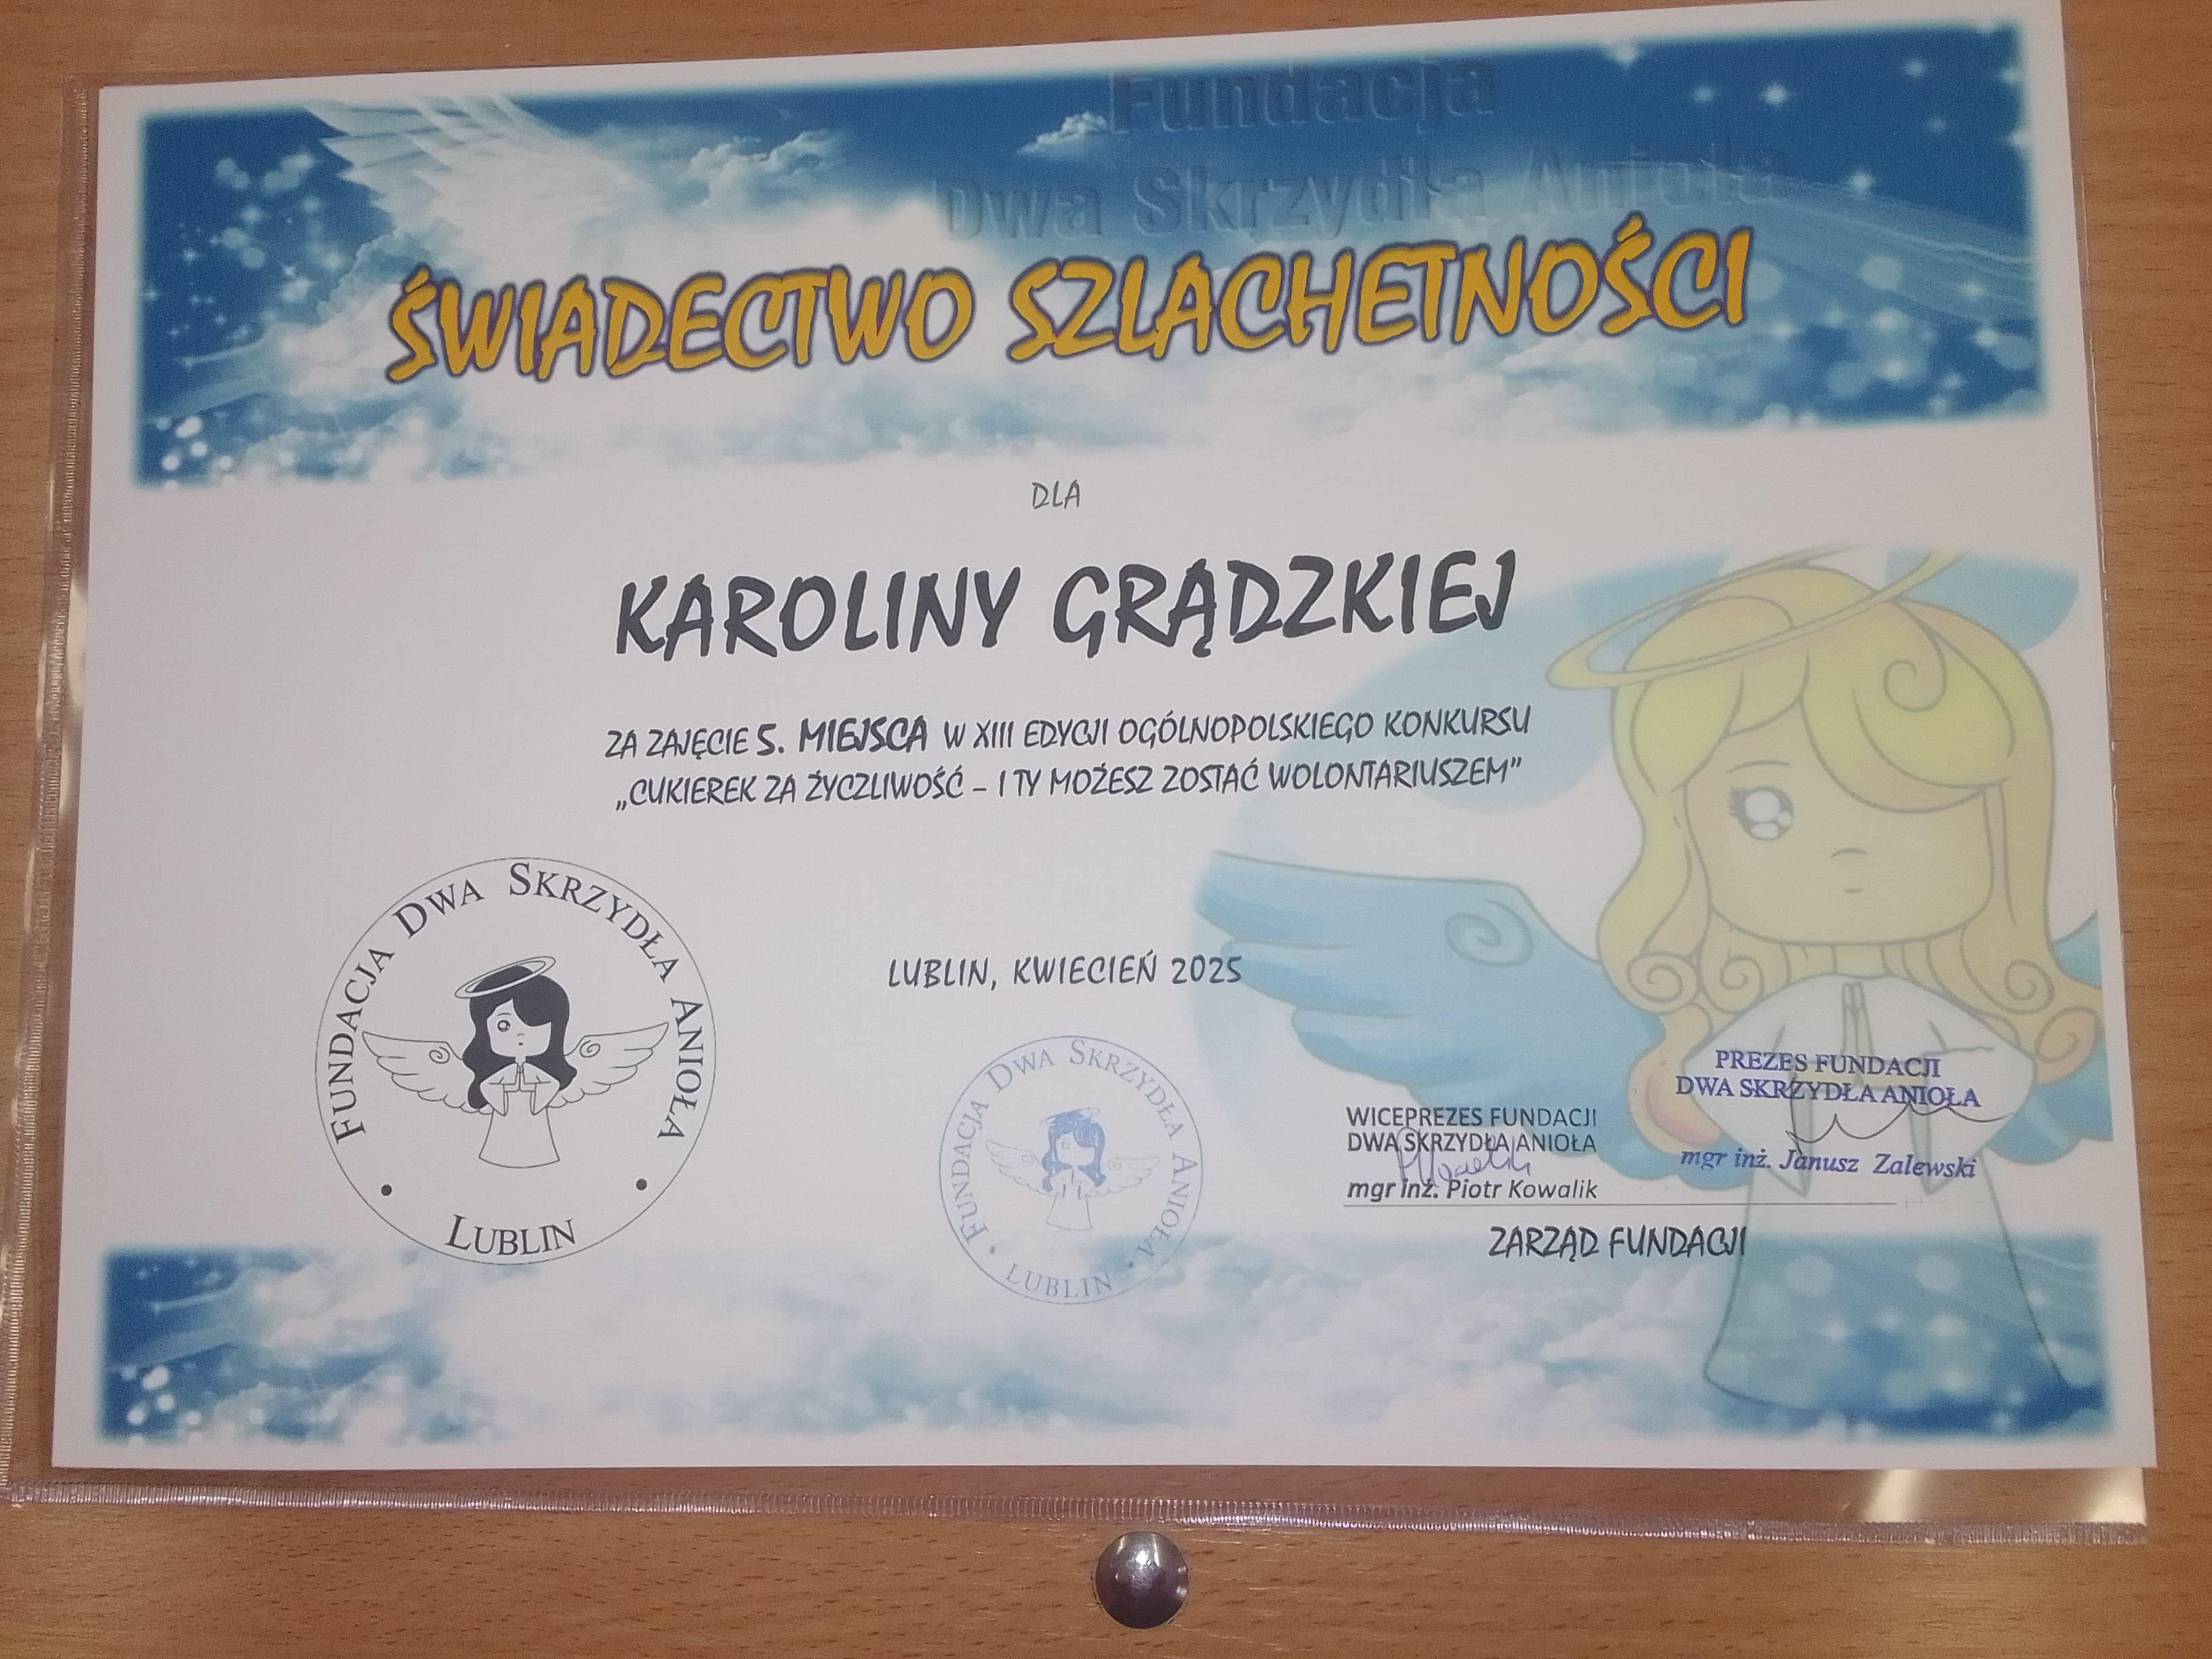 Fundacja
Dwa Skrzydła Anioła
ŚWIADECTWO SZLACHETNOŚCI
DLA
KAROLINY GRĄDZKIEJ
ZA ZAJĘCIE 5. MIEJSCA W XIII EDYCJI OGÓLNOPOLSKIEGO KONKURSU
„CUKIEREK ZA ŻYCZLIWOŚĆ – I TY MOŻESZ ZOSTAĆ WOLONTARIUSZEM”
FUNDACJA DWA SKRZYDŁA ANIOŁA
LUBLIN
LUBLIN, KWIECIEŃ 2025
FUNDACJA DWA SKRZYDŁA ANIOŁA
LUBLIN
WICEPREZES FUNDACJI
DWA SKRZYDŁA ANIOŁA
mgr inż. Piotr Kowalik
PREZES FUNDACJI
DWA SKRZYDŁA ANIOŁA
mgr inż. Janusz Zalewski
ZARZĄD FUNDACJI